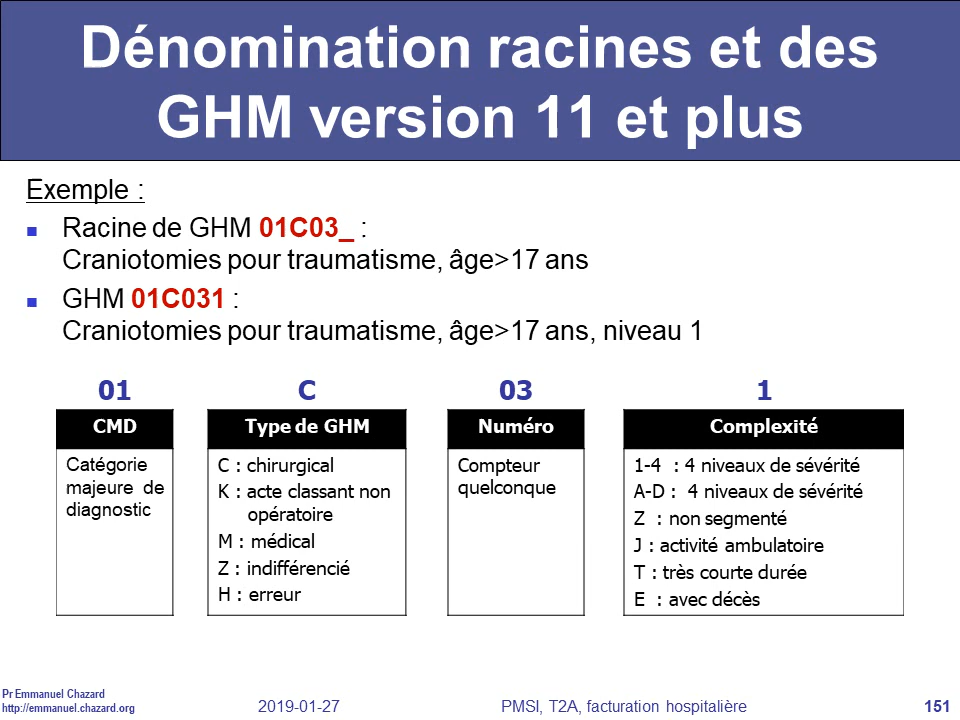 Dénomination racines et des
GHM version 11 et plus
Exemple :
Racine de GHM 01C03_ :
Craniotomies pour traumatisme, âge>17 ans
GHM 01C031 :
Craniotomies pour traumatisme, âge>17 ans, niveau 1
01 C 03 1
CMD Type de GHM Numéro Complexité
Catégorie
majeure de
diagnostic
C : chirurgical
K : acte classant non
opératoire
M : médical
Z : indifférencié
H : erreur
Compteur
quelconque
1-4 : 4 niveaux de sévérité
A-D : 4 niveaux de sévérité
Z : non segmenté
J : activité ambulatoire
T : très courte durée
E : avec décès
Pr Emmanuel Chazard
http://emmanuel.chazard.org
2019-01-27
PMSI, T2A, facturation hospitalière
151